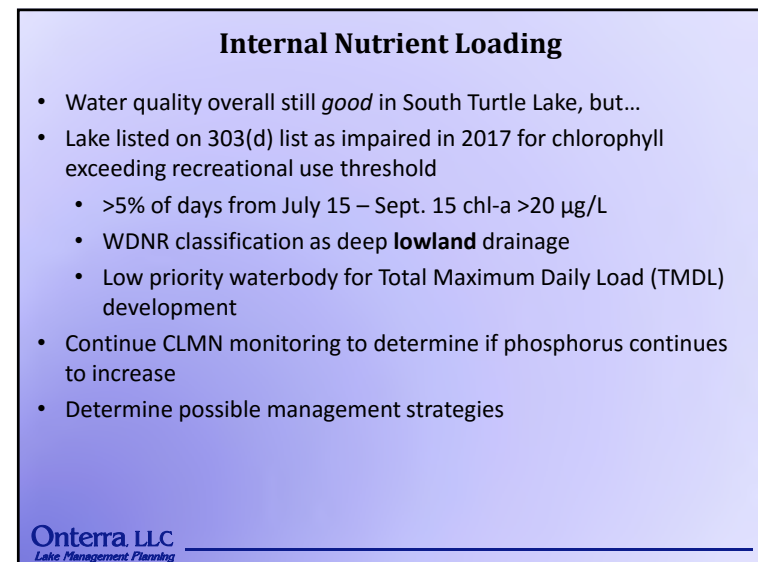 Internal Nutrient Loading
• Water quality overall still good in South Turtle Lake, but…
• Lake listed on 303(d) list as impaired in 2017 for chlorophyll
exceeding recreational use threshold
• >5% of days from July 15 – Sept. 15 chl-a >20 µg/L
• WDNR classification as deep lowland drainage
• Low priority waterbody for Total Maximum Daily Load (TMDL)
development
• Continue CLMN monitoring to determine if phosphorus continues
to increase
• Determine possible management strategies
Onterra, LLC
Lake Management Planning